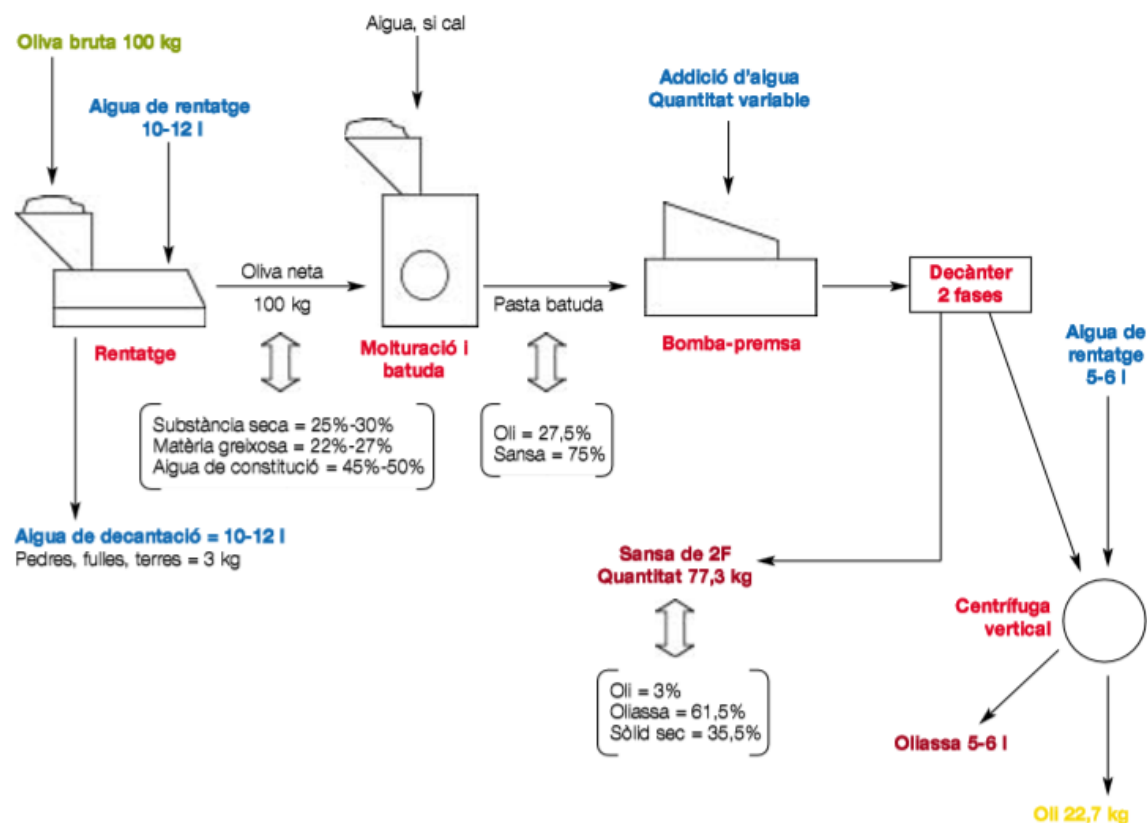 Oliva bruta 100 kg
Aigua de rentatge
10-12 l
Aigua, si cal
Addició d'aigua
Quantitat variable
Oliva neta
100 kg
Pasta batuda
Decànter
2 fases
Rentatge
Molturació i
batuda
Bomba-premsa
Aigua de
rentatge
5-6 l
Substància seca = 25%-30%
Matèria greixosa = 22%-27%
Aigua de constitució = 45%-50%
Oli = 27,5%
Sansa = 75%
Aigua de decantació = 10-12 l
Pedres, fulles, terres = 3 kg
Sansa de 2F
Quantitat 77,3 kg
Centrífuga
vertical
Oli = 3%
Oliassa = 61,5%
Sòlid sec = 35,5%
Oliassa 5-6 l
Oli 22,7 kg